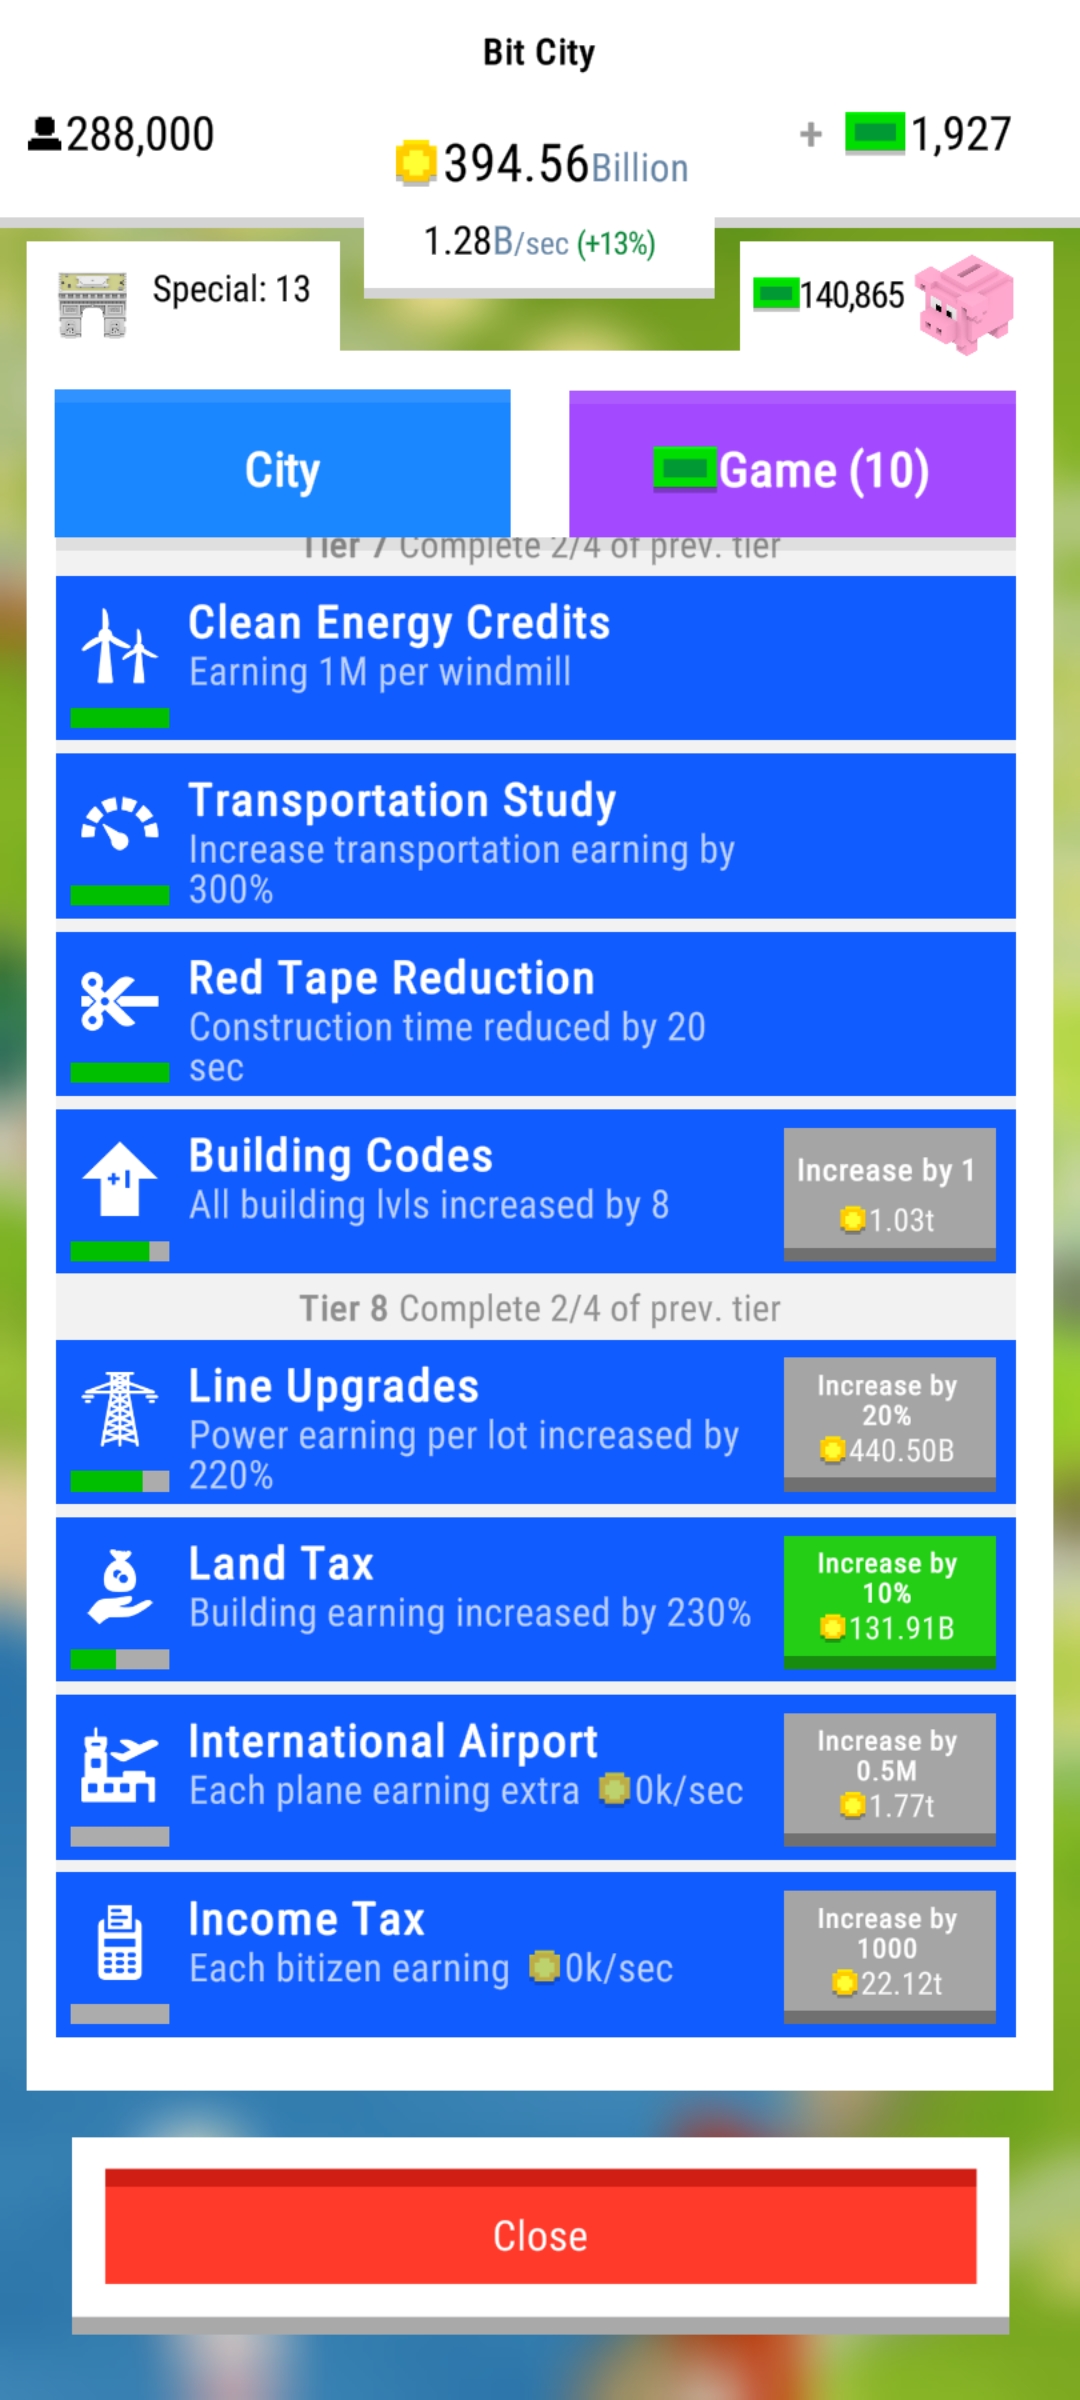 Bit City
288,000
394.56Billion
+ 1,927
1.28B/sec (+13%)
Special: 13
140,865
City
Game (10)
Tier 7 Complete 2/4 of prev. tier
Clean Energy Credits
Earning 1M per windmill
Transportation Study
Increase transportation earning by
300%
Red Tape Reduction
Construction time reduced by 20
sec
+1
Building Codes
All building lvls increased by 8
Increase by 1
1.03t
Tier 8 Complete 2/4 of prev. tier
Line Upgrades
Power earning per lot increased by
220%
Increase by
20%
440.50B
Land Tax
Building earning increased by 230%
Increase by
10%
131.91B
International Airport
Each plane earning extra 0k/sec
Increase by
0.5M
1.77t
Income Tax
Each bitizen earning 0k/sec
Increase by
1000
22.12t
Close